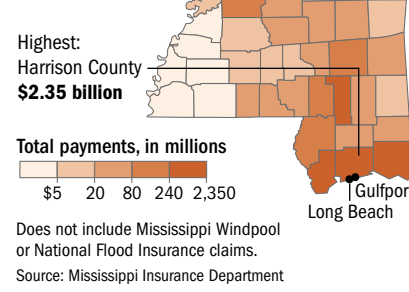 Highest:
Harrison County
$2.35 billion
Total payments, in millions
$5 20 80 240 2,350
Gulfpor
Long Beach
Does not include Mississippi Windpool
or National Flood Insurance claims.
Source: Mississippi Insurance Department